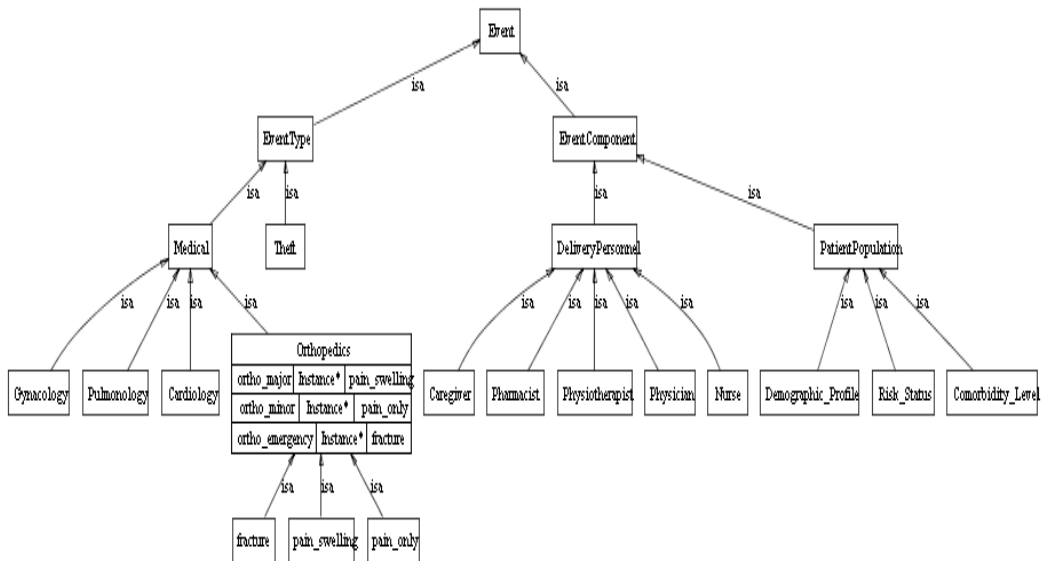 Event
isa
isa
EventType
EventComponent
isa
isa
isa
isa
Medical
Theft
DeliveryPersonnel
PatientPopulation
isa
isa
isa
isa
isa
isa
isa
isa
isa
isa
isa
isa
Gynacology
Pulmonology
Cardiology
Orthopedics
ortho_major Instance* pain_swelling
ortho_minor Instance* pain_only
ortho_emergency Instance* fracture
Caregiver
Pharmacist
Physiotherapist
Physician
Nurse
Demographic_Profile
Risk_Status
Comorbidity_Level
isa
isa
isa
fracture
pain_swelling
pain_only